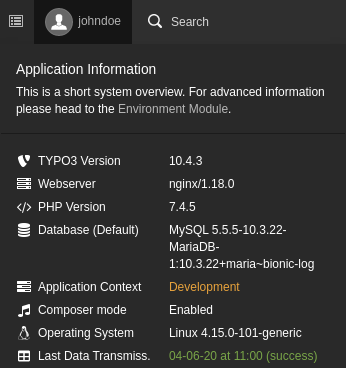 johndoe Search
Application Information
This is a short system overview. For advanced information
please head to the Environment Module.
TYPO3 Version 10.4.3
Webserver nginx/1.18.0
PHP Version 7.4.5
Database (Default) MySQL 5.5.5-10.3.22-
MariaDB-
1:10.3.22+maria~bionic-log
Application Context Development
Composer mode Enabled
Operating System Linux 4.15.0-101-generic
Last Data Transmiss. 04-06-20 at 11:00 (success)